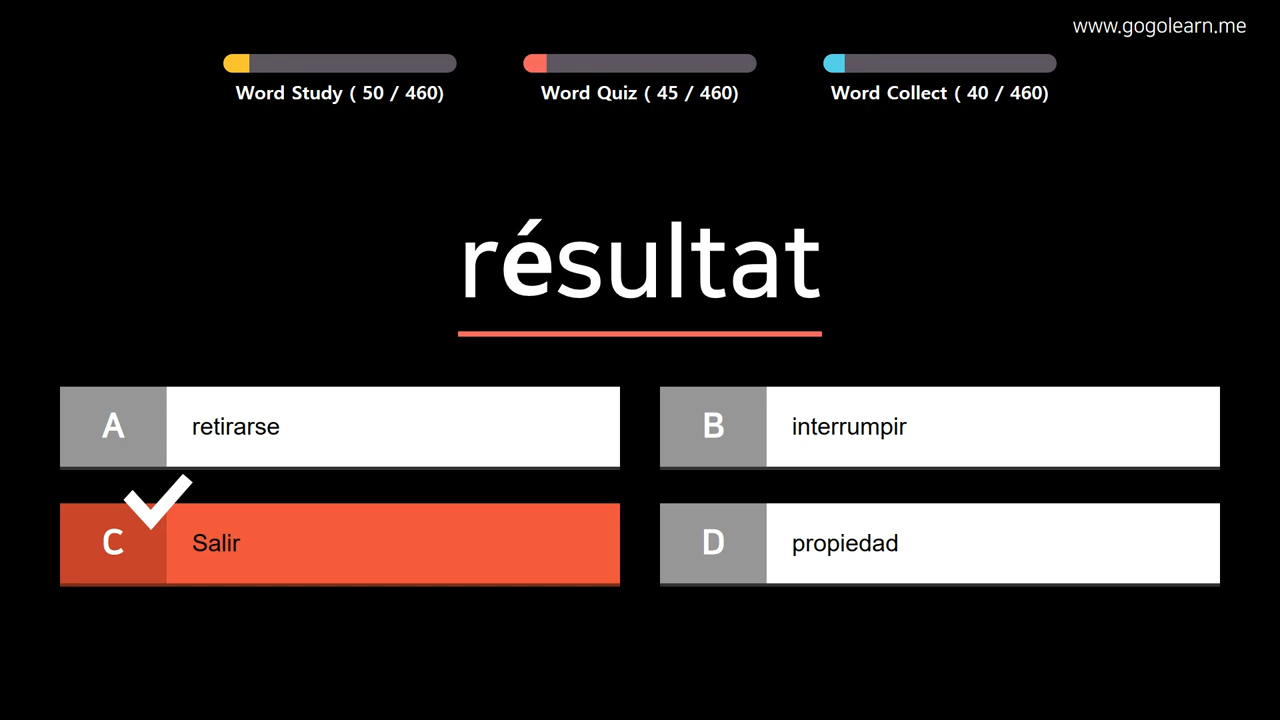 www.gogolearn.me
Word Study ( 50 / 460) Word Quiz ( 45 / 460) Word Collect ( 40 / 460)
résultat
A retirarse
B interrumpir
C Salir
D propiedad